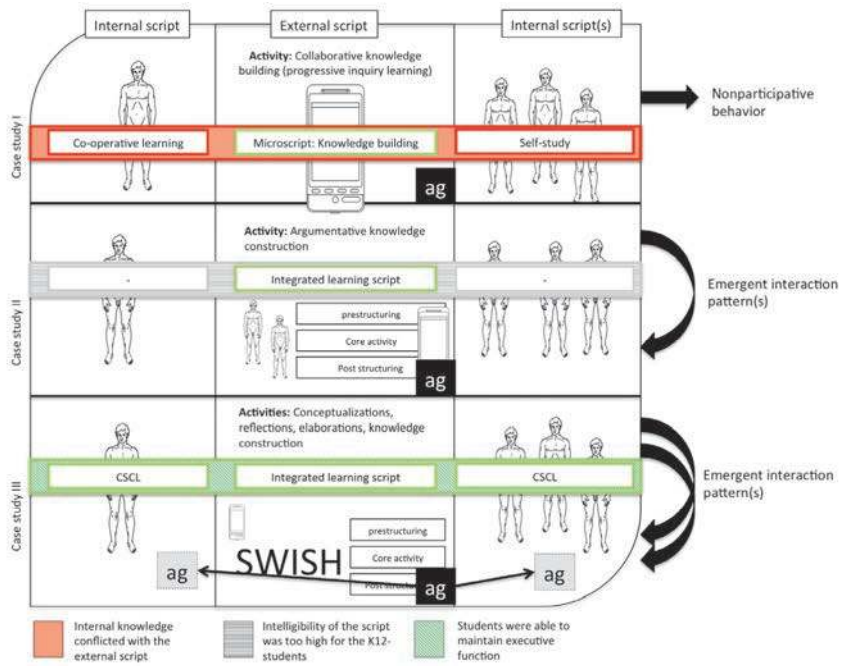 Internal script
External script
Internal script(s)
Case study I
Activity: Collaborative knowledge
building (progressive inquiry learning)
Nonparticipative
behavior
Co-operative learning
Microscript: Knowledge building
Self-study
ag
Case study II
Activity: Argumentative knowledge
construction
-
Integrated learning script
-
Emergent interaction
pattern(s)
prestructuring
Core activity
Post structuring
ag
Case study III
Activities: Conceptualizations,
reflections, elaborations, knowledge
construction
CSCL
Integrated learning script
CSCL
Emergent interaction
pattern(s)
prestructuring
SWISH
Core activity
ag
Post structu
ag
ag
Internal knowledge
conflicted with the
external script
Intelligibility of the script
was too high for the K12-
students
Students were able to
maintain executive
function